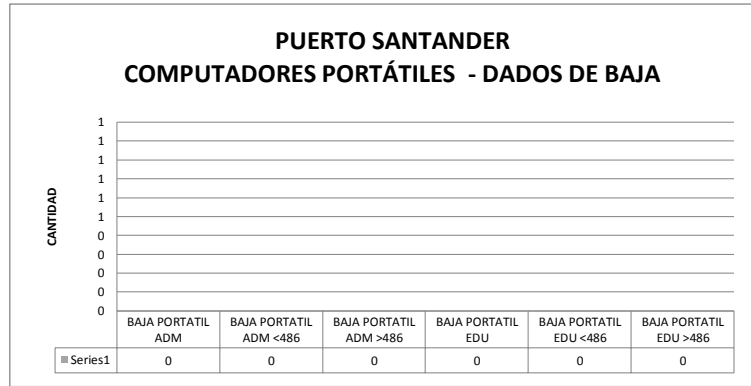 PUERTO SANTANDER
COMPUTADORES PORTÁTILES - DADOS DE BAJA
CANTIDAD
1
1
1
1
1
1
0
0
0
0
0
BAJA PORTATIL ADM
BAJA PORTATIL ADM <486
BAJA PORTATIL ADM >486
BAJA PORTATIL EDU
BAJA PORTATIL EDU <486
BAJA PORTATIL EDU >486
Series1 0 0 0 0 0 0